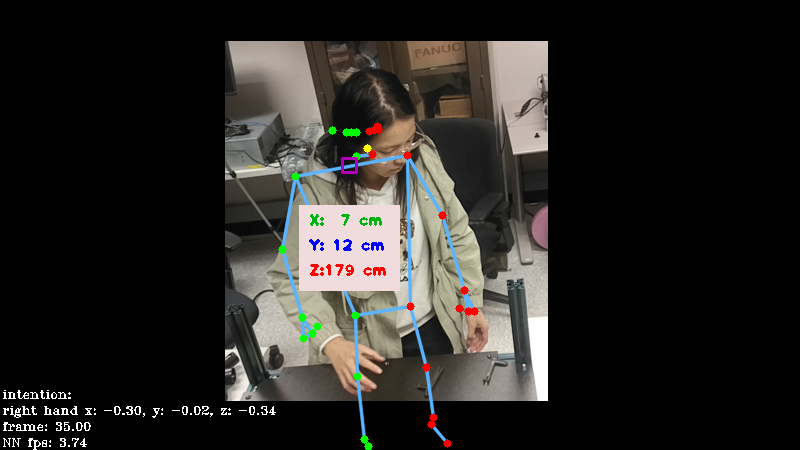 FANUC
X: 7 cm
Y: 12 cm
Z:179 cm
intention:
right hand x: −0.30, y: −0.02, z: −0.34
frame: 35.00
NN fps: 3.74